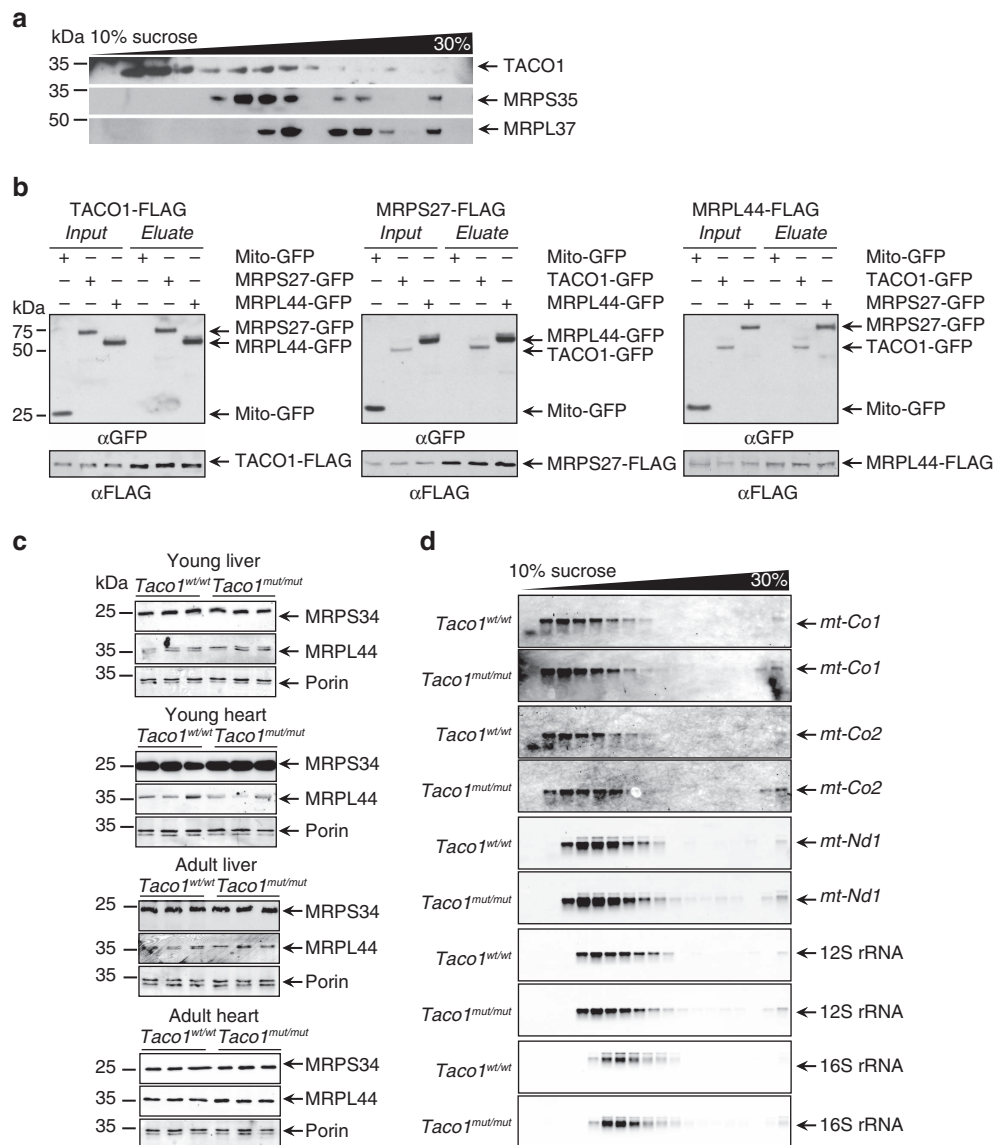 a
kDa 10% sucrose 30%
35 TACO1
35 MRPS35
50 MRPL37
b
TACO1-FLAG MRPS27-FLAG MRPL44-FLAG
Input Eluate Input Eluate Input Eluate
+ – – + – – Mito-GFP + – – + – – Mito-GFP + – – + – – Mito-GFP
– + – – + – MRPS27-GFP – + – – + – TACO1-GFP – + – – + – TACO1-GFP
– – + – – + MRPL44-GFP – – + – – + MRPL44-GFP – – + – – + MRPS27-GFP
kDa
75 MRPS27-GFP MRPL44-GFP MRPS27-GFP
50 MRPL44-GFP TACO1-GFP TACO1-GFP
25 Mito-GFP Mito-GFP Mito-GFP
αGFP αGFP αGFP
TACO1-FLAG MRPS27-FLAG MRPL44-FLAG
αFLAG αFLAG αFLAG
c
Young liver
kDa Taco1wt/wt Taco1mut/mut
25 MRPS34
35 MRPL44
35 Porin
Young heart
Taco1wt/wt Taco1mut/mut
25 MRPS34
35 MRPL44
35 Porin
Adult liver
Taco1wt/wt Taco1mut/mut
25 MRPS34
35 MRPL44
35 Porin
Adult heart
Taco1wt/wt Taco1mut/mut
25 MRPS34
35 MRPL44
35 Porin
d
10% sucrose 30%
Taco1wt/wt mt-Co1
Taco1mut/mut mt-Co1
Taco1wt/wt mt-Co2
Taco1mut/mut mt-Co2
Taco1wt/wt mt-Nd1
Taco1mut/mut mt-Nd1
Taco1wt/wt 12S rRNA
Taco1mut/mut 12S rRNA
Taco1wt/wt 16S rRNA
Taco1mut/mut 16S rRNA